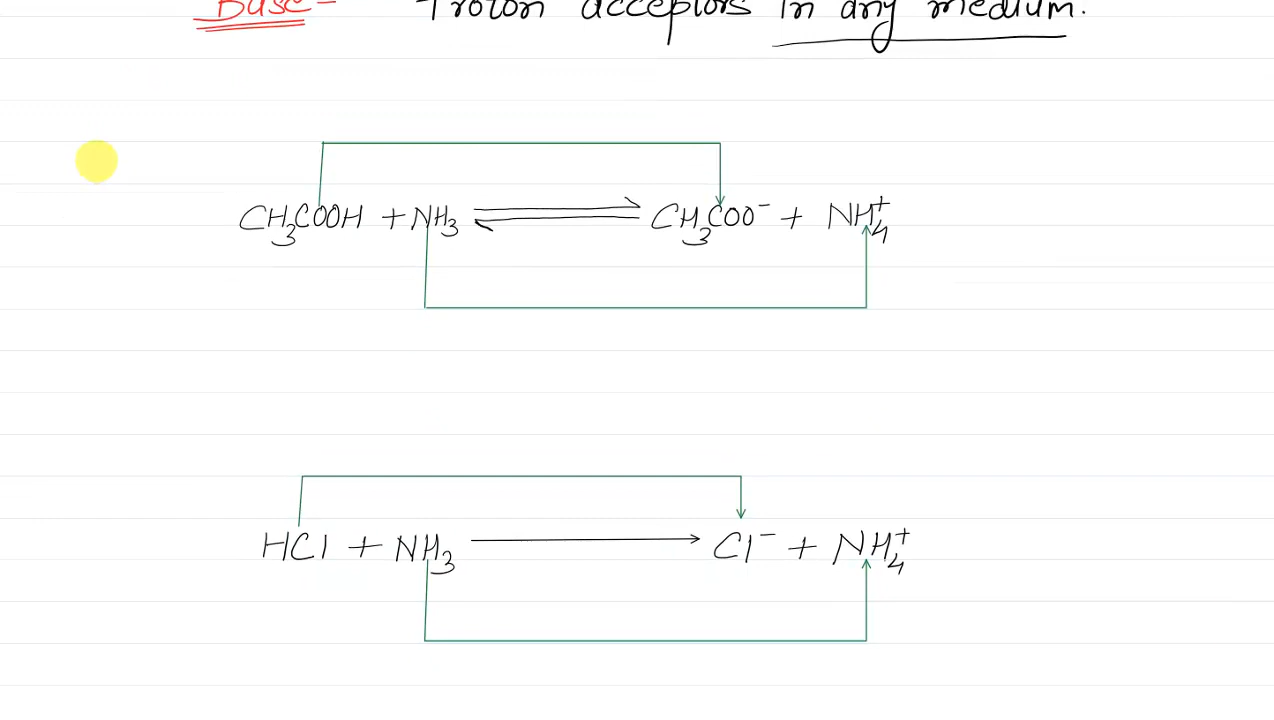 Base - Proton acceptors in any medium.
CH₃COOH + NH₃ ⇌ CH₃COO⁻ + NH₄⁺
HCl + NH₃ → Cl⁻ + NH₄⁺